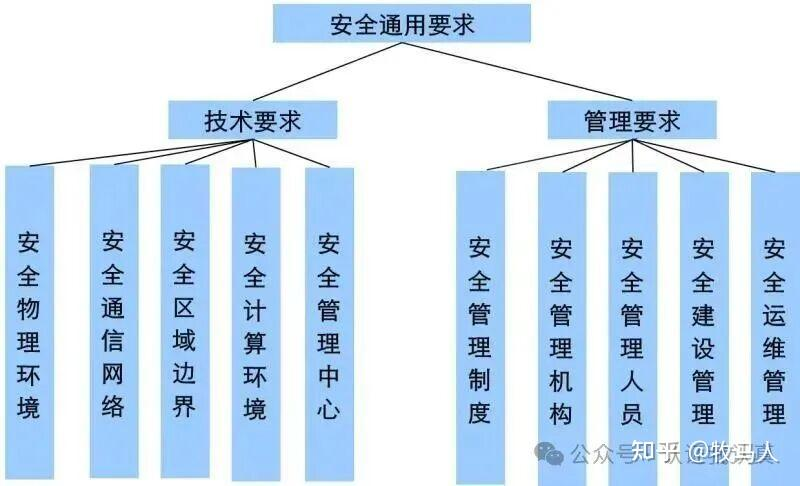 安全通用要求
技术要求
管理要求
安全物理环境
安全通信网络
安全区域边界
安全计算环境
安全管理中心
安全管理制度
安全管理机构
安全管理人员
安全建设管理
安全运维管理
公众号
知乎 @牧冯人